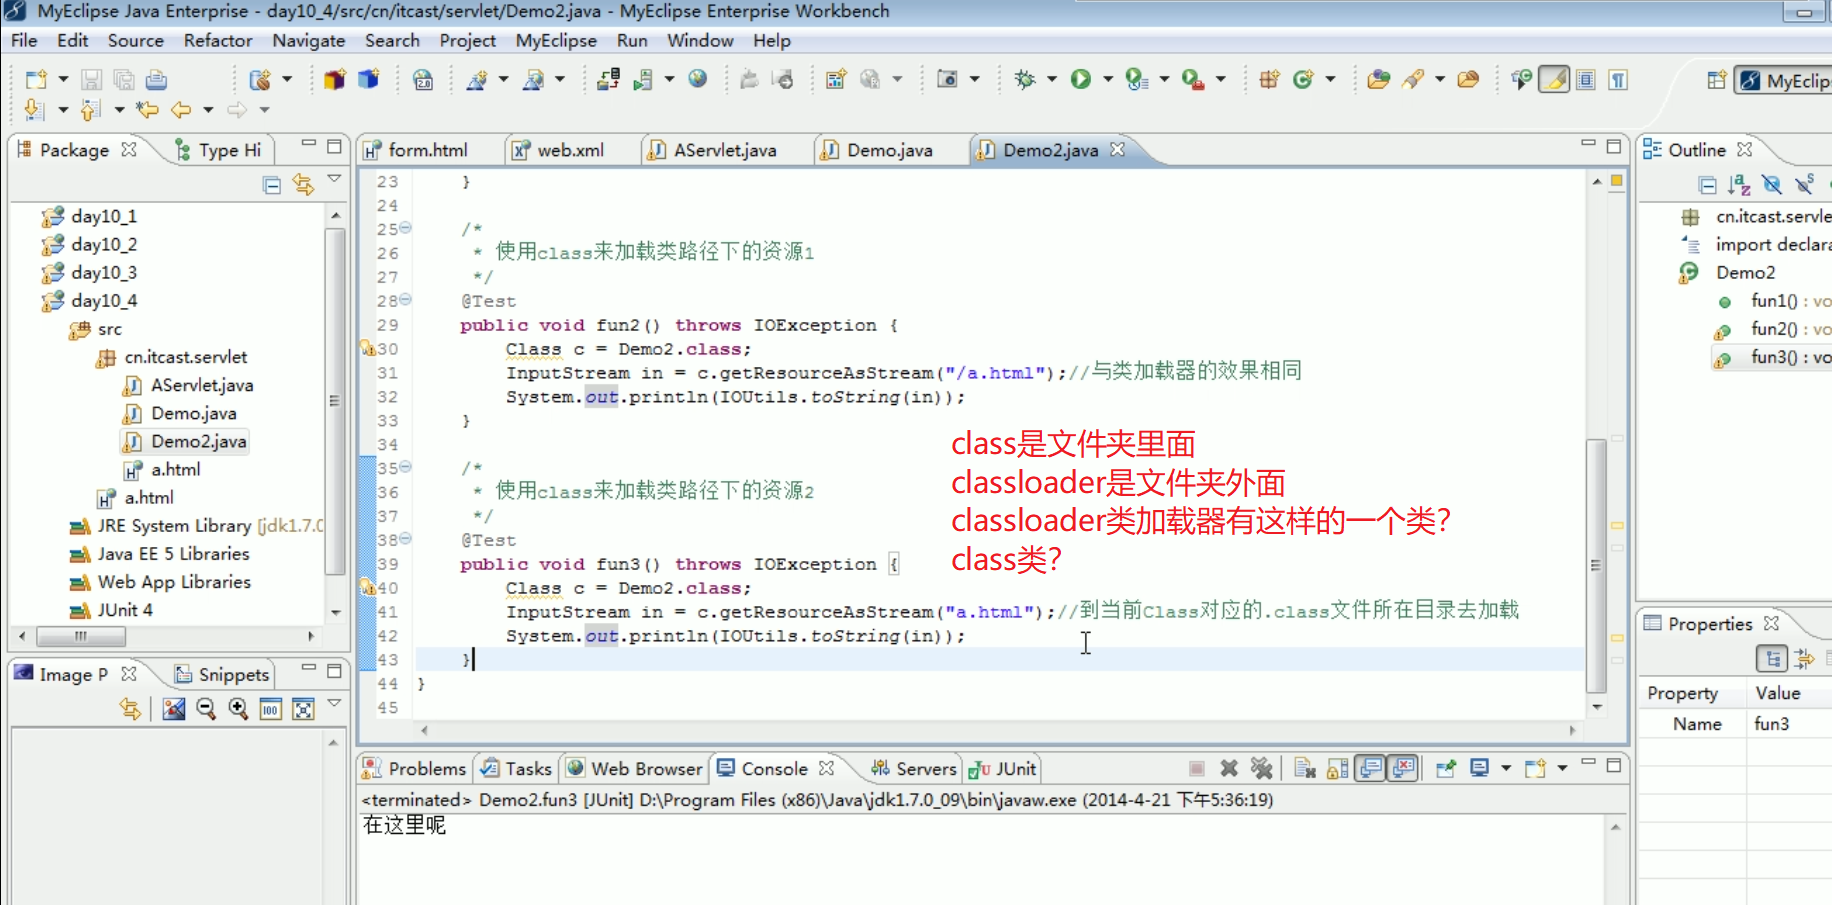 MyEclipse Java Enterprise - day10_4/src/cn/itcast/servlet/Demo2.java - MyEclipse Enterprise Workbench
File Edit Source Refactor Navigate Search Project MyEclipse Run Window Help
MyEclip
Package
Type Hi
form.html
web.xml
AServlet.java
Demo.java
Demo2.java
Outline
day10_1
day10_2
day10_3
day10_4
src
cn.itcast.servlet
AServlet.java
Demo.java
Demo2.java
a.html
a.html
JRE System Library [jdk1.7.0
Java EE 5 Libraries
Web App Libraries
JUnit 4
23 }
24
25 /*
26 * 使用class来加载类路径下的资源1
27 */
28 @Test
29 public void fun2() throws IOException {
30 Class c = Demo2.class;
31 InputStream in = c.getResourceAsStream("/a.html");//与类加载器的效果相同
32 System.out.println(IOUtils.toString(in));
33 }
34
35 /*
36 * 使用class来加载类路径下的资源2
37 */
38 @Test
39 public void fun3() throws IOException {
40 Class c = Demo2.class;
41 InputStream in = c.getResourceAsStream("a.html");//到当前Class对应的.class文件所在目录去加载
42 System.out.println(IOUtils.toString(in));
43 }
44 }
45
class是文件夹里面
classloader是文件夹外面
classloader类加载器有这样的一个类?
class类?
cn.itcast.servle
import declara
Demo2
fun1() : vo
fun2() : vo
fun3() : vo
Properties
Property Value
Name fun3
Image P
Snippets
Problems
Tasks
Web Browser
Console
Servers
JUnit
<terminated> Demo2.fun3 [JUnit] D:\Program Files (x86)\Java\jdk1.7.0_09\bin\javaw.exe (2014-4-21 下午5:36:19)
在这里呢